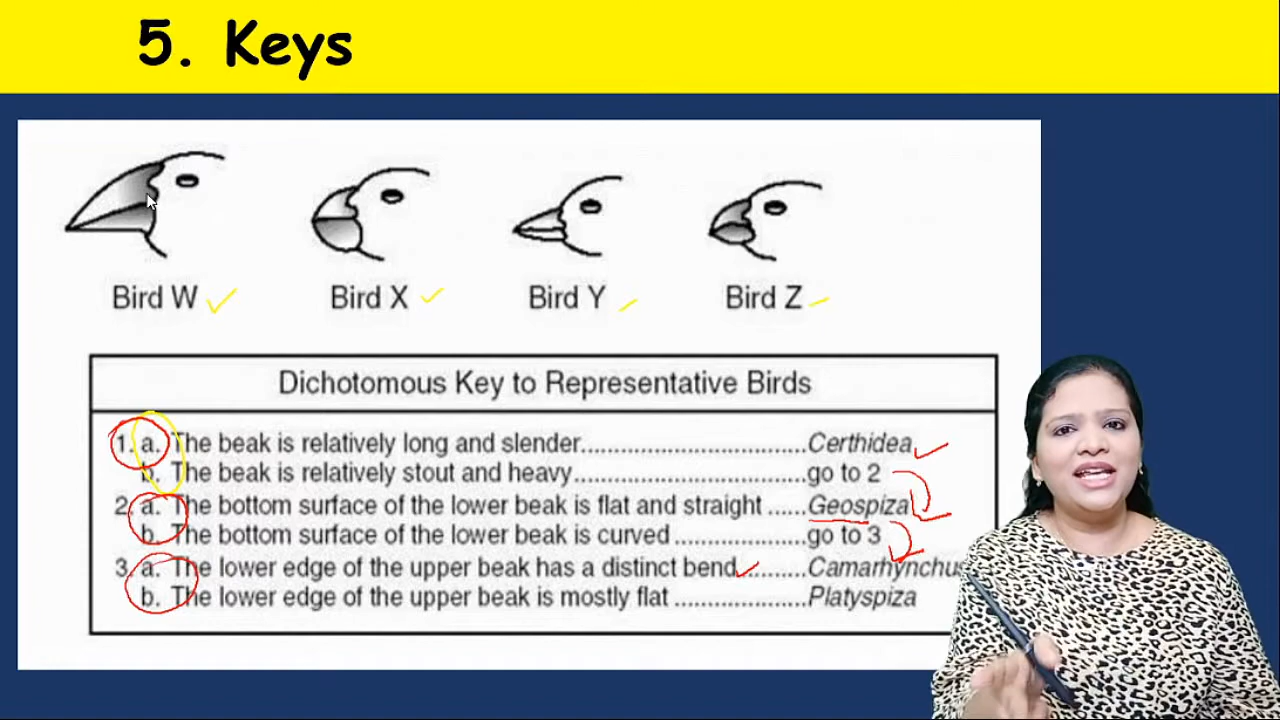 5. Keys
Bird W
Bird X
Bird Y
Bird Z
Dichotomous Key to Representative Birds
1. a. The beak is relatively long and slender..................................Certhidea
b. The beak is relatively stout and heavy...................................go to 2
2. a. The bottom surface of the lower beak is flat and straight ......Geospiza
b. The bottom surface of the lower beak is curved ....................go to 3
3. a. The lower edge of the upper beak has a distinct bend..........Camarhynchus
b. The lower edge of the upper beak is mostly flat ....................Platyspiza